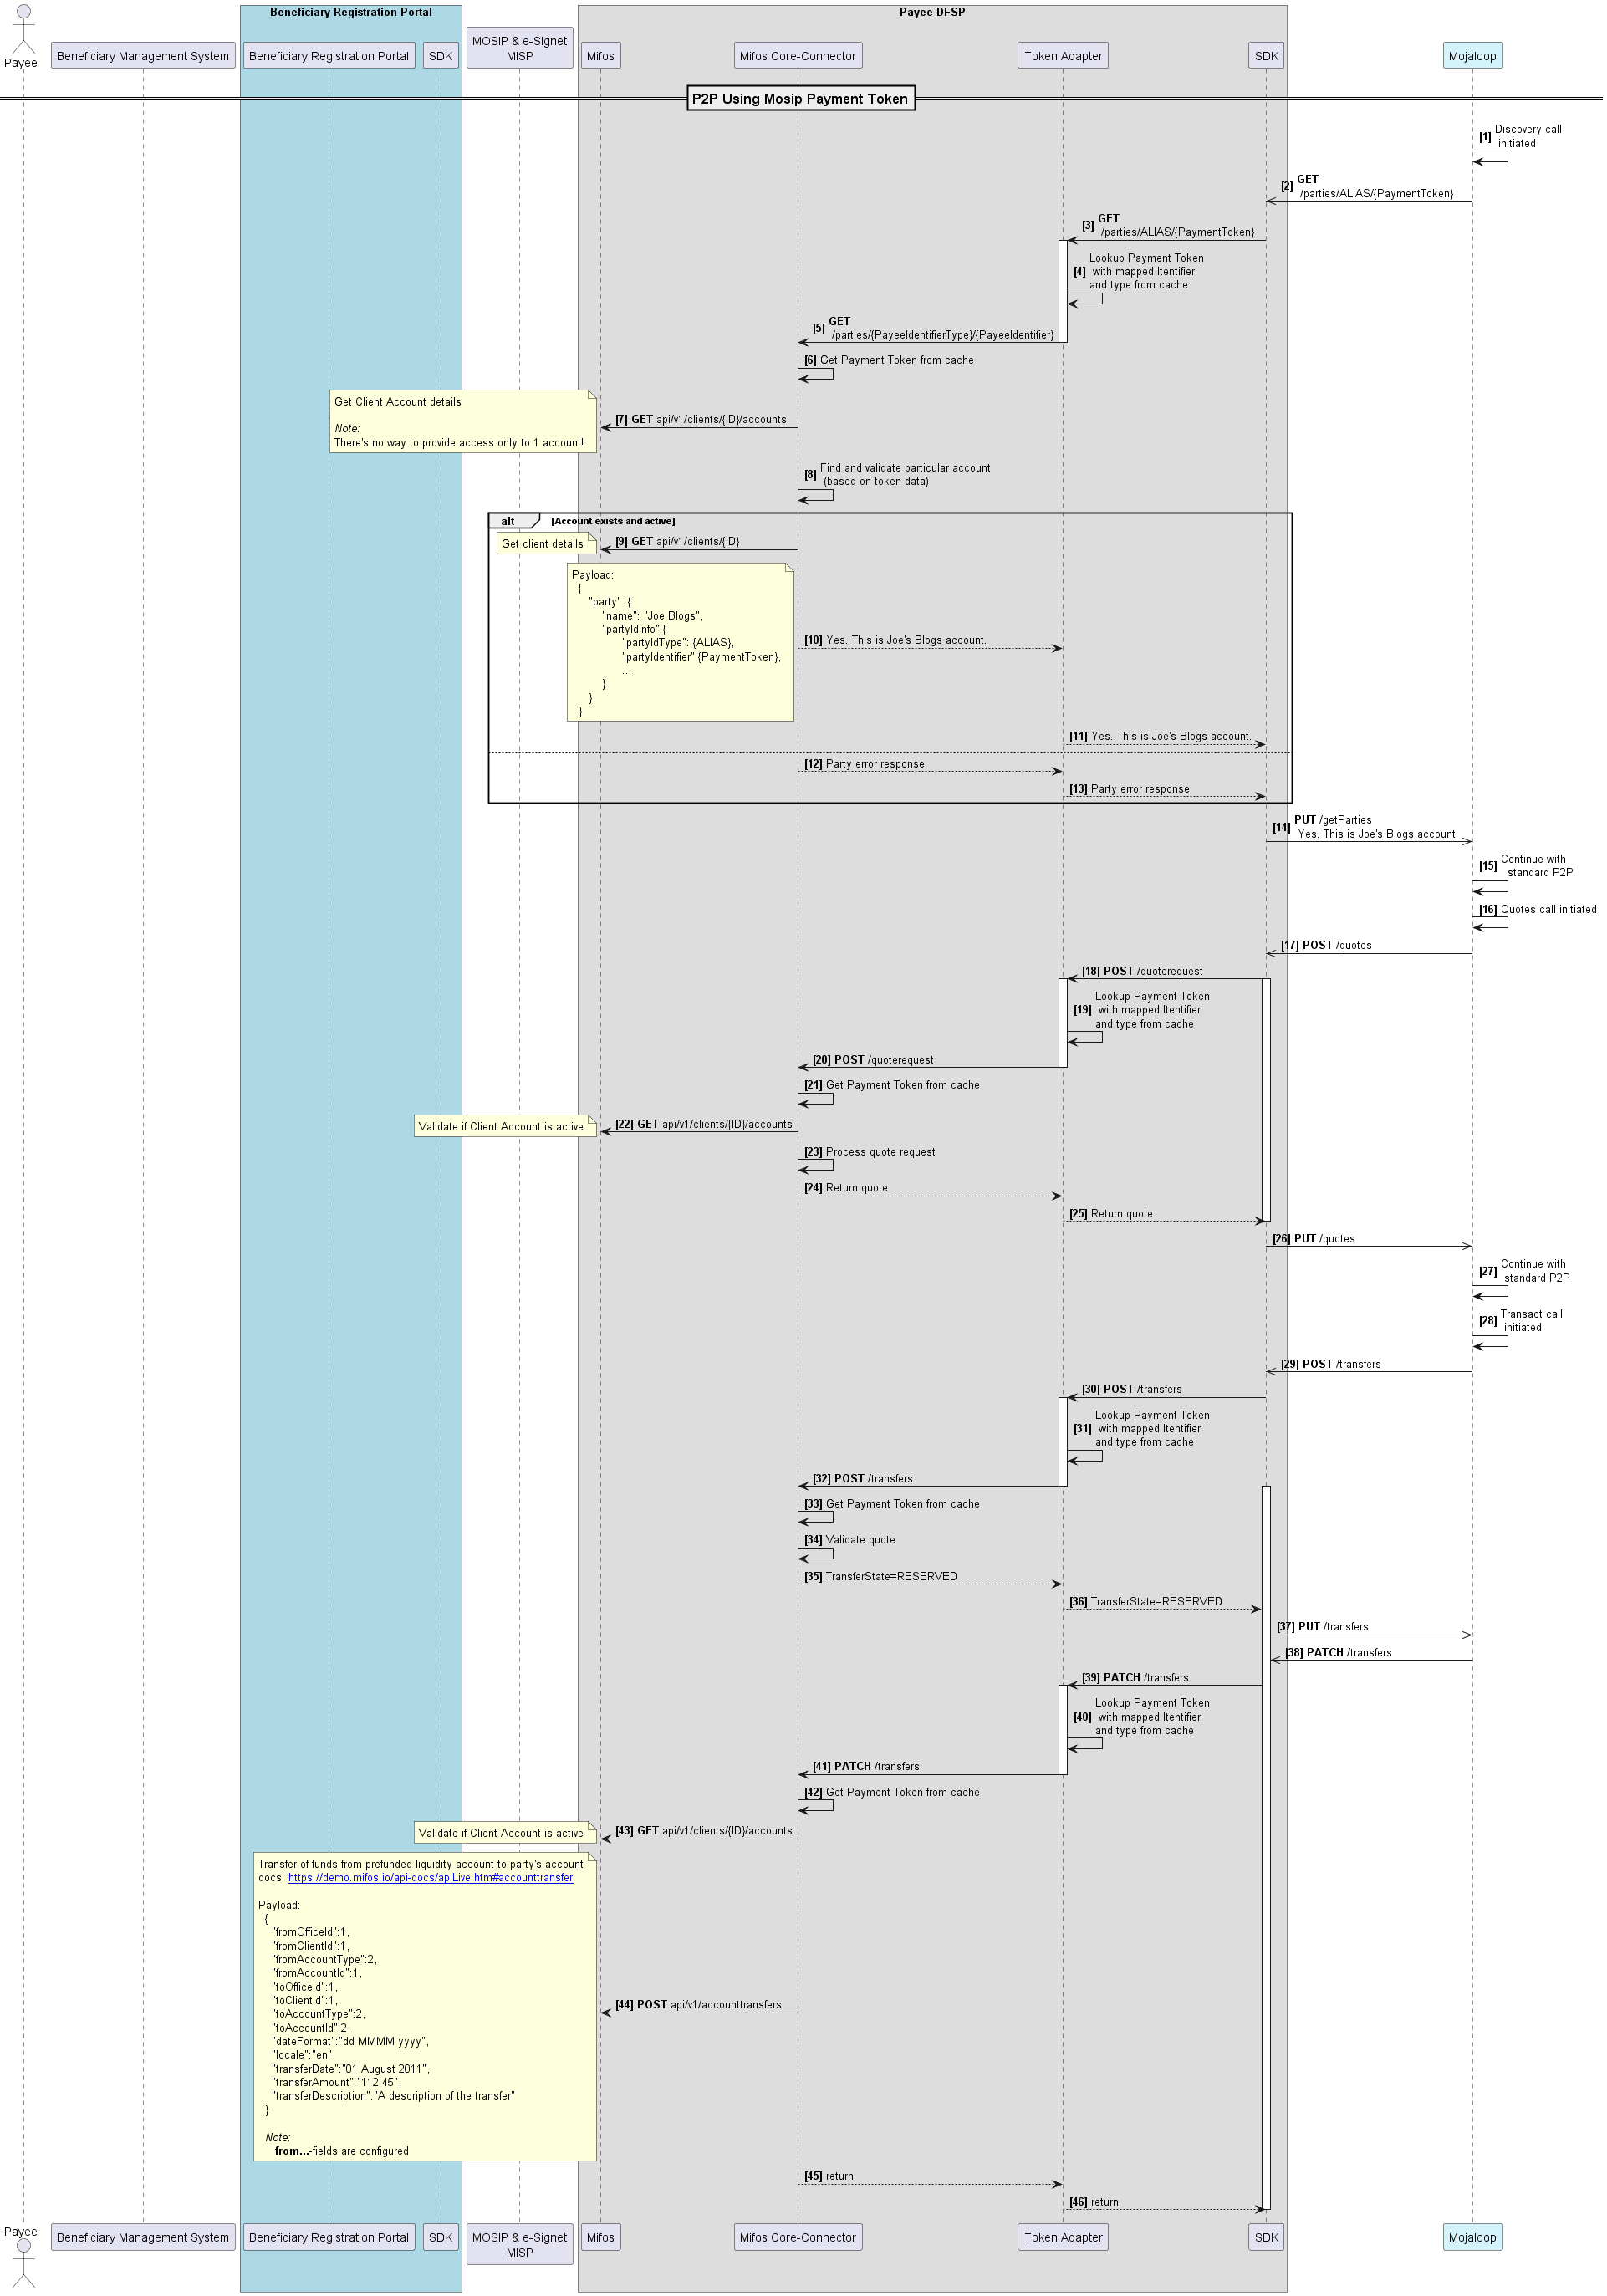 Beneficiary Registration Portal
Payee DFSP
Payee
Beneficiary Management System
Beneficiary Registration Portal
SDK
MOSIP & e-Signet
MISP
Mifos
Mifos Core-Connector
Token Adapter
SDK
Mojaloop
P2P Using Mosip Payment Token
[1] Discovery call
initiated
[2] GET
/parties/ALIAS/{PaymentToken}
[3] GET
/parties/ALIAS/{PaymentToken}
Lookup Payment Token
[4] with mapped Itentifier
and type from cache
[5] GET
/parties/{PayeeIdentifierType}/{PayeeIdentifier}
[6] Get Payment Token from cache
Get Client Account details
Note:
There's no way to provide access only to 1 account!
[7] GET api/v1/clients/{ID}/accounts
[8] Find and validate particular account
(based on token data)
alt [Account exists and active]
Get client details
[9] GET api/v1/clients/{ID}
Payload:
{
"party": {
"name": "Joe Blogs",
"partyIdInfo":{
"partyIdType": {ALIAS},
"partyIdentifier":{PaymentToken},
...
}
}
}
[10] Yes. This is Joe's Blogs account.
[11] Yes. This is Joe's Blogs account.
[12] Party error response
[13] Party error response
[14] PUT /getParties
Yes. This is Joe's Blogs account.
[15] Continue with
standard P2P
[16] Quotes call initiated
[17] POST /quotes
[18] POST /quoterequest
Lookup Payment Token
[19] with mapped Itentifier
and type from cache
[20] POST /quoterequest
[21] Get Payment Token from cache
Validate if Client Account is active
[22] GET api/v1/clients/{ID}/accounts
[23] Process quote request
[24] Return quote
[25] Return quote
[26] PUT /quotes
[27] Continue with
standard P2P
[28] Transact call
initiated
[29] POST /transfers
[30] POST /transfers
Lookup Payment Token
[31] with mapped Itentifier
and type from cache
[32] POST /transfers
[33] Get Payment Token from cache
[34] Validate quote
[35] TransferState=RESERVED
[36] TransferState=RESERVED
[37] PUT /transfers
[38] PATCH /transfers
[39] PATCH /transfers
Lookup Payment Token
[40] with mapped Itentifier
and type from cache
[41] PATCH /transfers
[42] Get Payment Token from cache
Validate if Client Account is active
[43] GET api/v1/clients/{ID}/accounts
Transfer of funds from prefunded liquidity account to party's account
docs: https://demo.mifos.io/api-docs/apiLive.htm#accounttransfer
Payload:
{
"fromOfficeId":1,
"fromClientId":1,
"fromAccountType":2,
"fromAccountId":1,
"toOfficeId":1,
"toClientId":1,
"toAccountType":2,
"toAccountId":2,
"dateFormat":"dd MMMM yyyy",
"locale":"en",
"transferDate":"01 August 2011",
"transferAmount":"112.45",
"transferDescription":"A description of the transfer"
}
Note:
from...-fields are configured
[44] POST api/v1/accounttransfers
[45] return
[46] return
Payee
Beneficiary Management System
Beneficiary Registration Portal
SDK
MOSIP & e-Signet
MISP
Mifos
Mifos Core-Connector
Token Adapter
SDK
Mojaloop